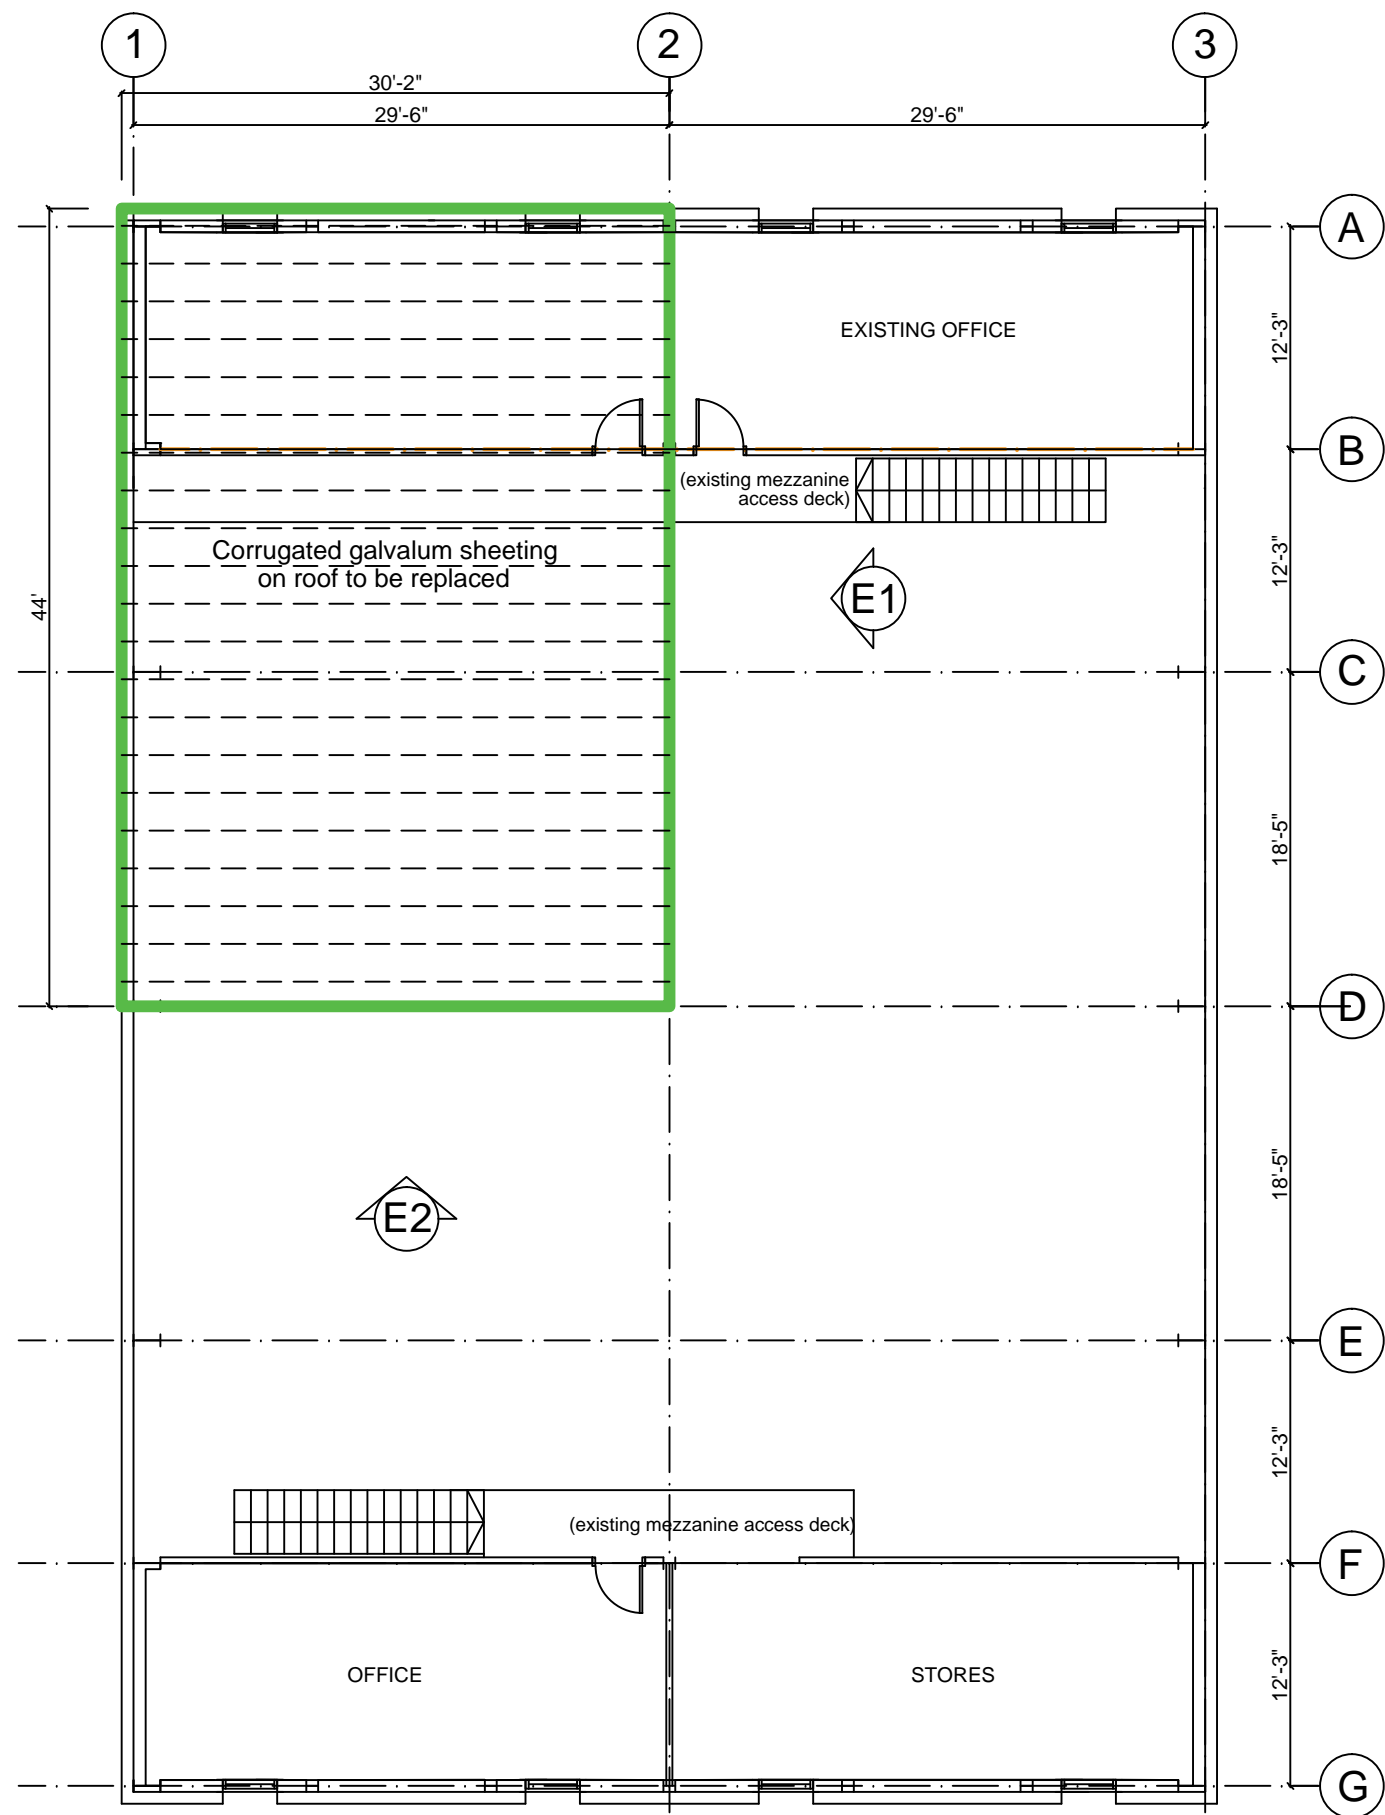 1
2
3
30'-2"
29'-6"
29'-6"
A
EXISTING OFFICE
12'-3"
B
(existing mezzanine
access deck)
Corrugated galvalum sheeting
on roof to be replaced
12'-3"
44'
E1
C
18'-5"
D
18'-5"
E2
E
12'-3"
(existing mezzanine access deck)
F
OFFICE
STORES
12'-3"
G